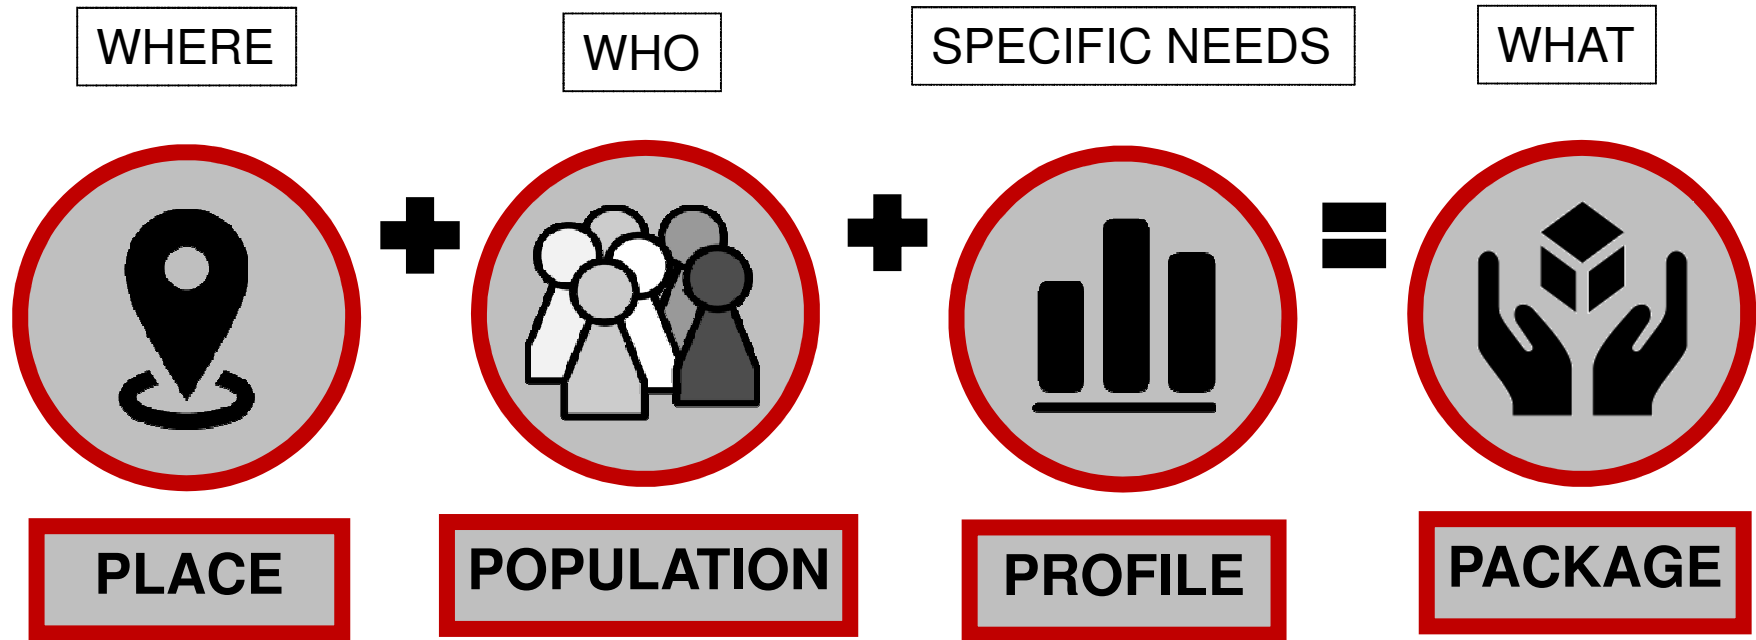 WHERE
WHO
SPECIFIC NEEDS
WHAT
PLACE
POPULATION
PROFILE
PACKAGE